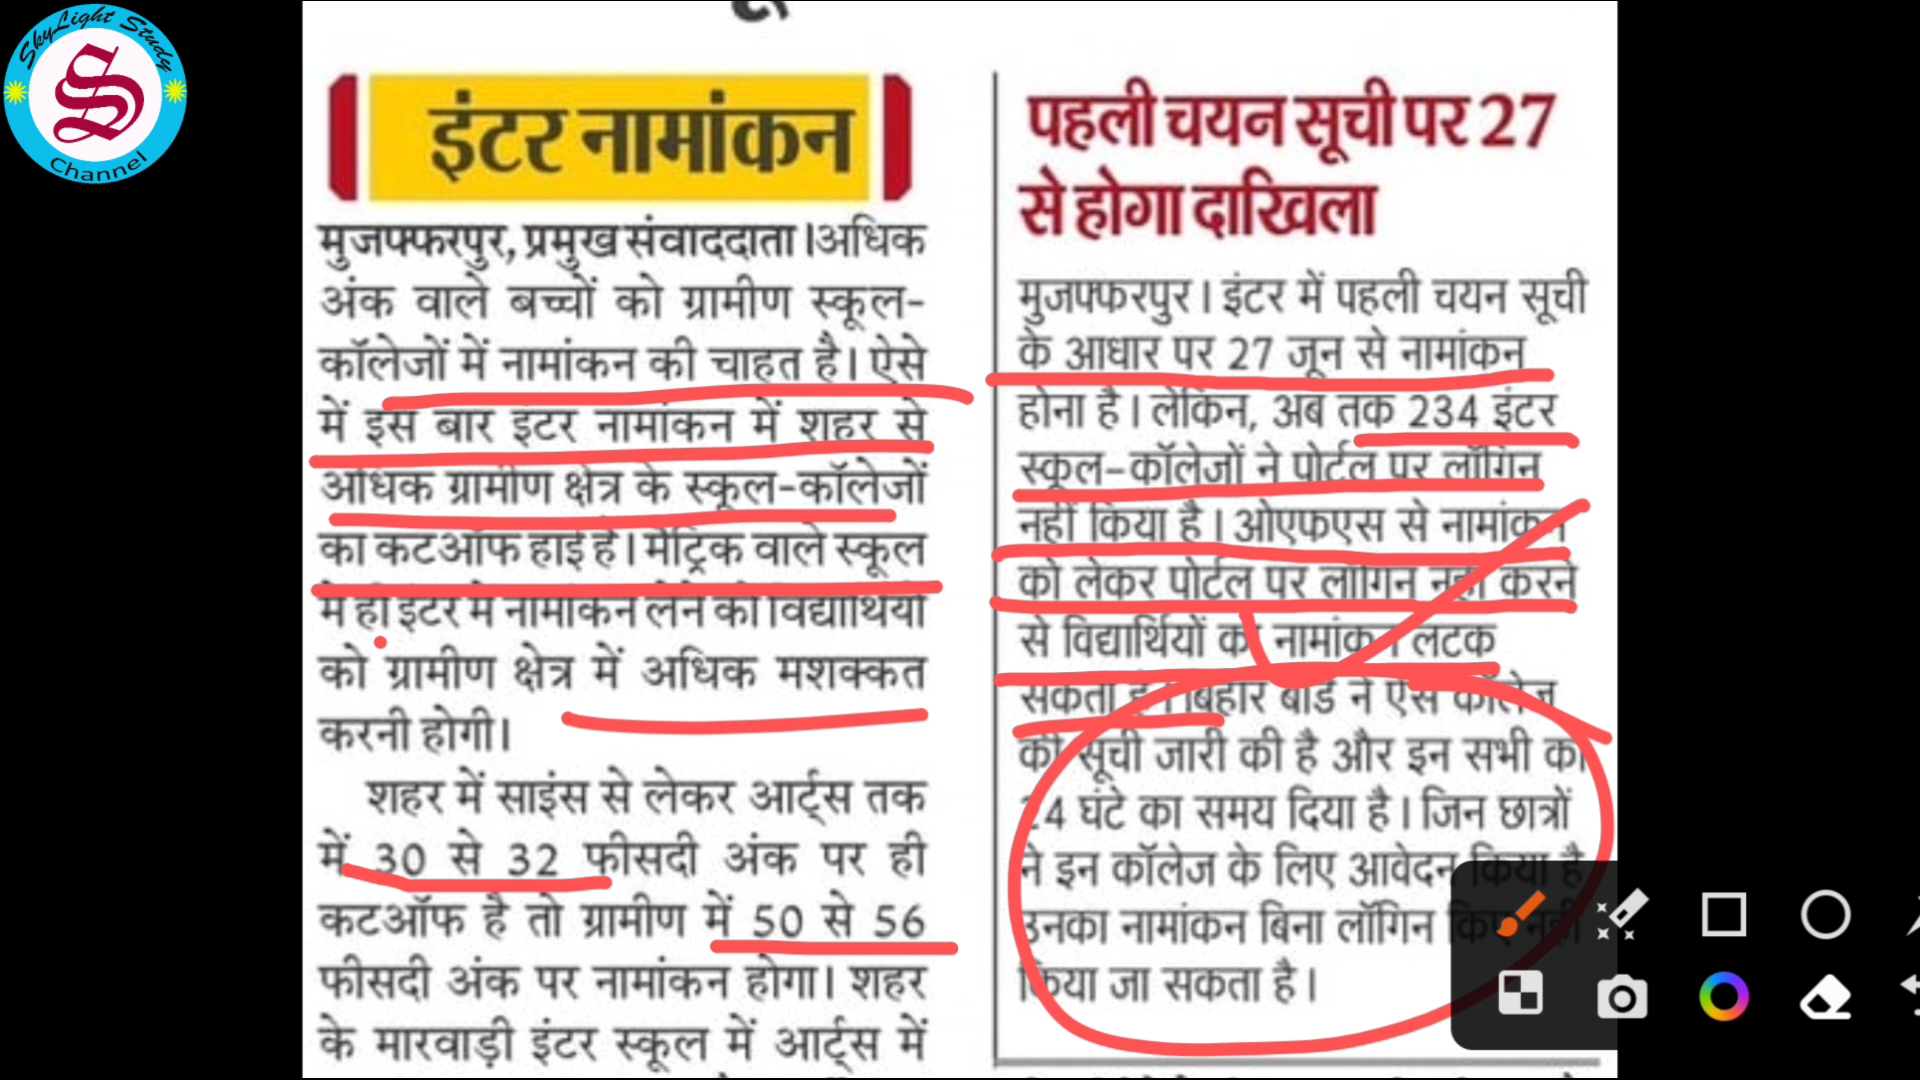 SkyLight Study
S
Channel
इंटर नामांकन
मुजफ्फरपुर, प्रमुख संवाददाता। अधिक
अंक वाले बच्चों को ग्रामीण स्कूल-
कॉलेजों में नामांकन की चाहत है। ऐसे
में इस बार इंटर नामांकन में शहर से
अधिक ग्रामीण क्षेत्र के स्कूल-कॉलेजों
का कटऑफ हाई है। मैट्रिक वाले स्कूल
में ही इंटर में नामांकन लेने को विद्यार्थियों
को ग्रामीण क्षेत्र में अधिक मशक्कत
करनी होगी।
शहर में साइंस से लेकर आर्ट्स तक
में 30 से 32 फीसदी अंक पर ही
कटऑफ है तो ग्रामीण में 50 से 56
फीसदी अंक पर नामांकन होगा। शहर
के मारवाड़ी इंटर स्कूल में आर्ट्स में
पहली चयन सूची पर 27
से होगा दाखिला
मुजफ्फरपुर। इंटर में पहली चयन सूची
के आधार पर 27 जून से नामांकन
होना है। लेकिन, अब तक 234 इंटर
स्कूल-कॉलेजों ने पोर्टल पर लॉगिन
नहीं किया है। ओएफएस से नामांकन
को लेकर पोर्टल पर लॉगिन नहीं करने
से विद्यार्थियों का नामांकन लटक
सकता है। बिहार बोर्ड ने ऐसे कॉलेज
की सूची जारी की है और इन सभी को
24 घंटे का समय दिया है। जिन छात्रों
ने इन कॉलेज के लिए आवेदन किया है
उनका नामांकन बिना लॉगिन किए नहीं
किया जा सकता है।